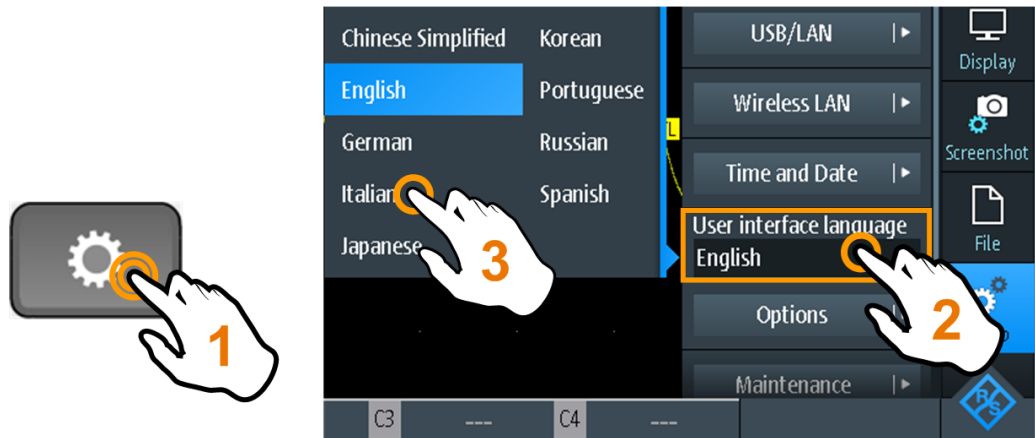 Chinese Simplified
Korean
English
Portuguese
German
Russian
Italian
Spanish
Japanese
USB/LAN
Wireless LAN
Time and Date
User interface language
English
Options
Maintenance
Display
Screenshot
File
1
2
3
L
C3 ---
C4 ---
R&S